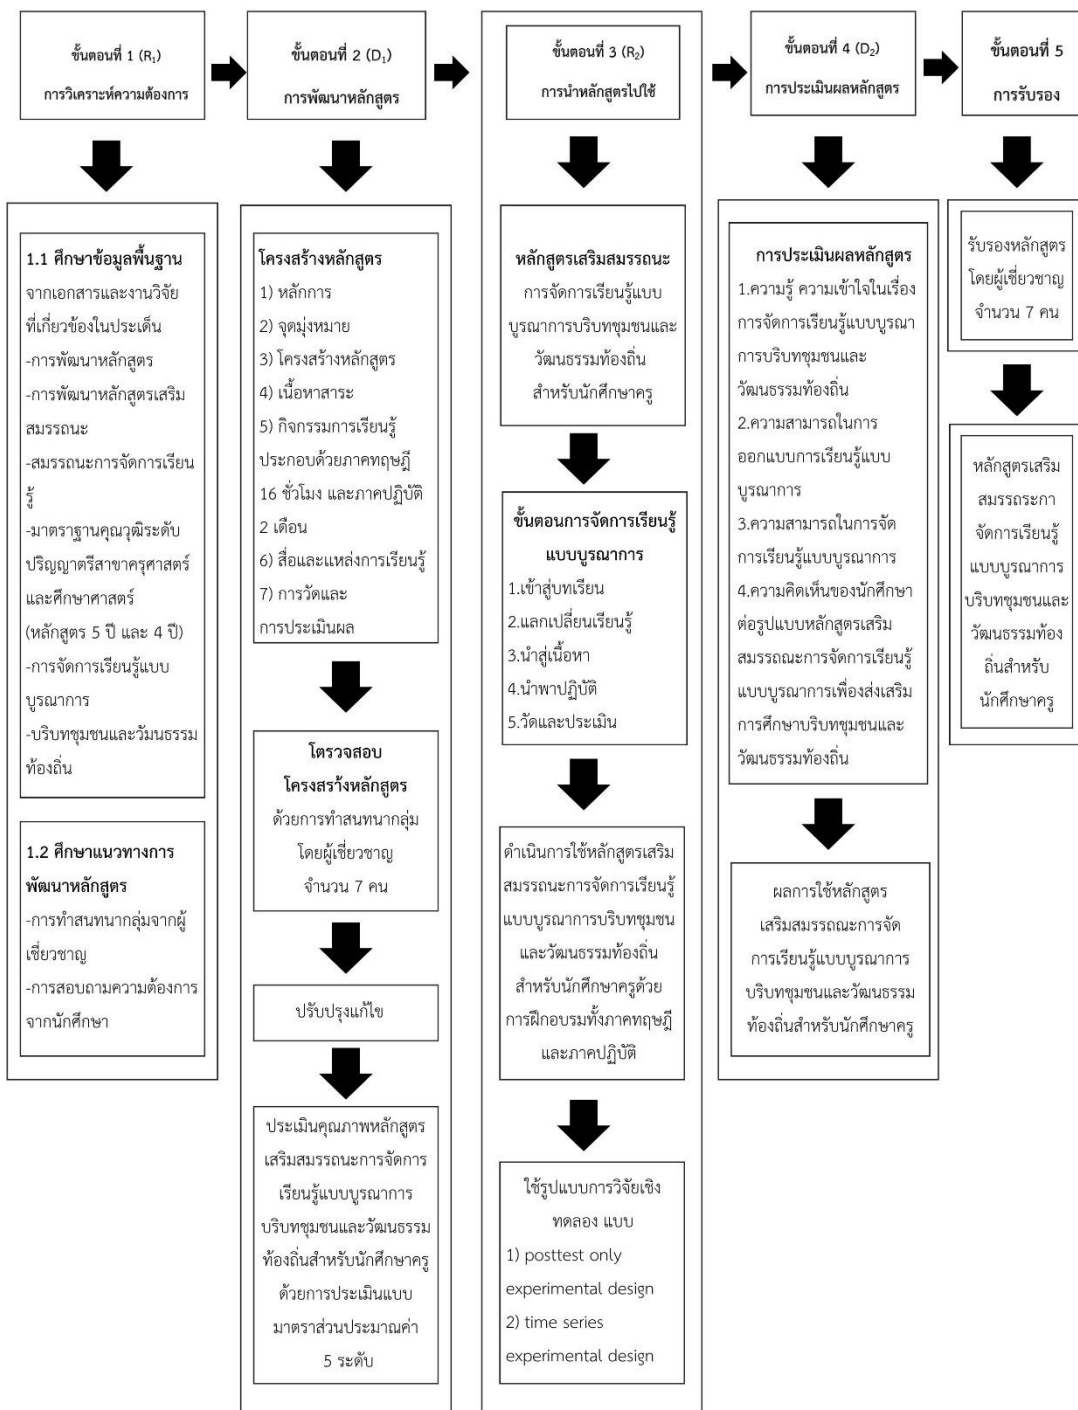 ขั้นตอนที่ 1 (R₁)
การวิเคราะห์ความต้องการ
ขั้นตอนที่ 2 (D₁)
การพัฒนาหลักสูตร
ขั้นตอนที่ 3 (R₂)
การนำหลักสูตรไปใช้
ขั้นตอนที่ 4 (D₂)
การประเมินผลหลักสูตร
ขั้นตอนที่ 5
การรับรอง
1.1 ศึกษาข้อมูลพื้นฐาน
จากเอกสารและงานวิจัย
ที่เกี่ยวข้องในประเด็น
-การพัฒนาหลักสูตร
-การพัฒนาหลักสูตรเสริม
สมรรถนะ
-สมรรถนะการจัดการเรียน
รู้
-มาตราฐานคุณวุฒิระดับ
ปริญญาตรีสาขาครุศาสตร์
และศึกษาศาสตร์
(หลักสูตร 5 ปี และ 4 ปี)
-การจัดการเรียนรู้แบบ
บูรณาการ
-บริบทชุมชนและวัมนธรรม
ท้องถิ่น
1.2 ศึกษาแนวทางการ
พัฒนาหลักสูตร
-การทำสนทนากลุ่มจากผู้
เชี่ยวชาญ
-การสอบถามความต้องการ
จากนักศึกษา
โครงสร้างหลักสูตร
1) หลักการ
2) จุดมุ่งหมาย
3) โครงสร้างหลักสูตร
4) เนื้อหาสาระ
5) กิจกรรมการเรียนรู้
ประกอบด้วยภาคทฤษฎี
16 ชั่วโมง และภาคปฏิบัติ
2 เดือน
6) สื่อและแหล่งการเรียนรู้
7) การวัดและ
การประเมินผล
โตรวจสอบ
โครงสรว้งหลักสูตร
ด้วยการทำสนทนากลุ่ม
โดยผู้เชี่ยวชาญ
จำนวน 7 คน
ปรับปรุงแก้ไข
ประเมินคุณภาพหลักสูตร
เสริมสมรรถนะการจัดการ
เรียนรู้แบบบูรณาการ
บริบทชุมชนและวัฒนธรรม
ท้องถิ่นสำหรับนักศึกษาครู
ด้วยการประเมินแบบ
มาตราส่วนประมาณค่า
5 ระดับ
หลักสูตรเสริมสมรรถนะ
การจัดการเรียนรู้แบบ
บูรณาการบริบทชุมชนและ
วัฒนธรรมท้องถิ่น
สำหรับนักศึกษาครู
ขั้นตอนการจัดการเรียนรู้
แบบบูรณาการ
1.เข้าสู่บทเรียน
2.แลกเปลี่ยนเรียนรู้
3.นำสู่เนื้อหา
4.นำพาปฏิบัติ
5.วัดและประเมิน
ดำเนินการใช้หลักสูตรเสริม
สมรรถนะการจัดการเรียนรู้
แบบบูรณาการบริบทชุมชน
และวัฒนธรรมท้องถิ่น
สำหรับนักศึกษาครูด้วย
การฝึกอบรมทั้งภาคทฤษฎี
และภาคปฏิบัติ
ใช้รูปแบบการวิจัยเชิง
ทดลอง แบบ
1) posttest only
experimental design
2) time series
experimental design
การประเมินผลหลักสูตร
1.ความรู้ ความเข้าใจในเรื่อง
การจัดการเรียนรู้แบบบูรณา
การบริบทชุมชนและ
วัฒนธรรมท้องถิ่น
2.ความสามารถในการ
ออกแบบการเรียนรู้แบบ
บูรณาการ
3.ความสามารถในการจัด
การเรียนรู้แบบบูรณาการ
4.ความคิดเห็นของนักศึกษา
ต่อรูปแบบหลักสูตรเสริม
สมรรถณะการจัดการเรียนรู้
แบบบูรณาการเพื่องส่งเสริม
การศึกษาบริบทชุมชนและ
วัฒนธรรมท้องถิ่น
ผลการใช้หลักสูตร
เสริมสมรรถณะการจัด
การเรียนรู้แบบบูรณาการ
บริบทชุมชนและวัฒนธรรม
ท้องถิ่นสำหรับนักศึกษาครู
รับรองหลักสูตร
โดยผู้เชี่ยวชาญ
จำนวน 7 คน
หลักสูตรเสริม
สมรรถระกา
จัดการเรียนรู้
แบบบูรณาการ
บริบทชุมชนและ
วัฒนธรรมท้อง
ถิ่นสำหรับ
นักศึกษาครู